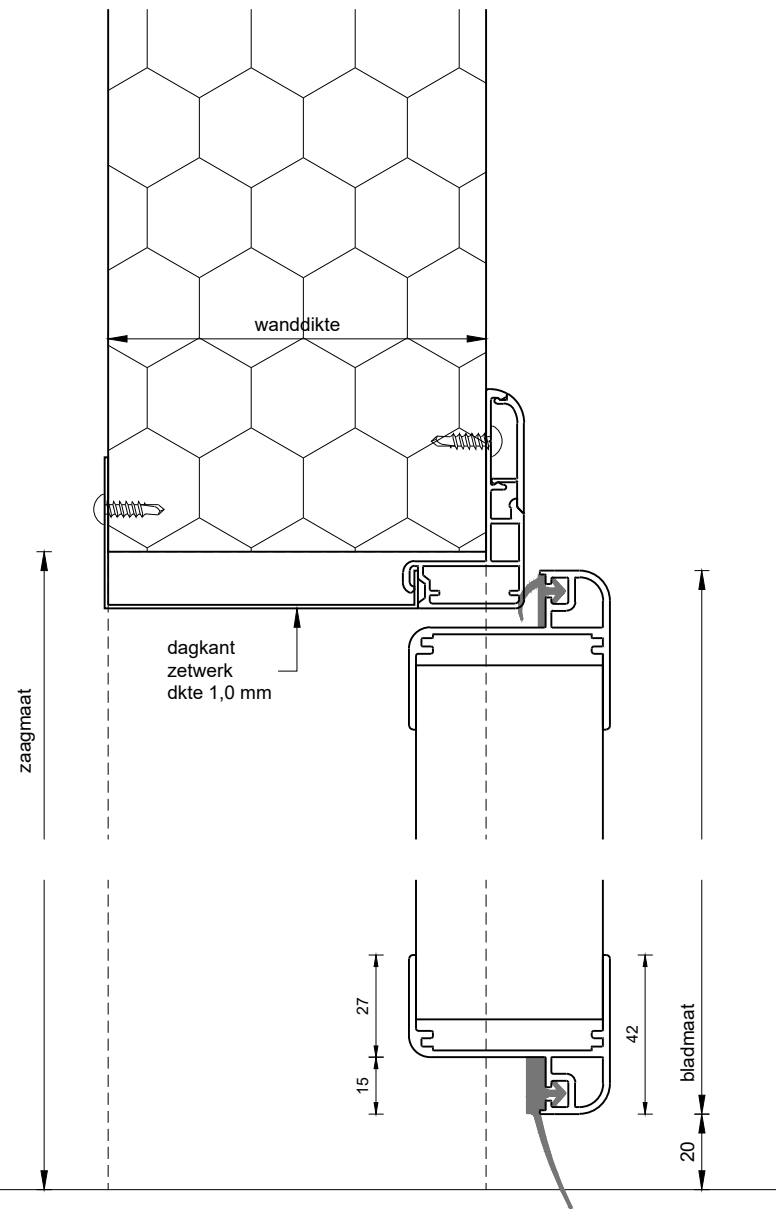 wanddikte
dagkant
zetwerk
dkte 1,0 mm
zaagmaat
27
15
42
bladmaat
20